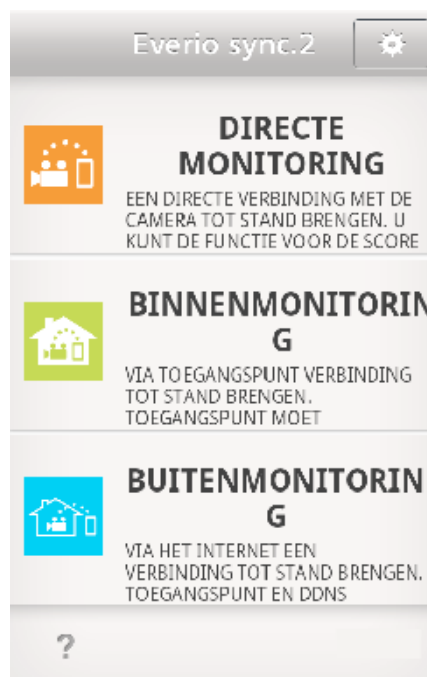 Everio sync.2
DIRECTE
MONITORING
EEN DIRECTE VERBINDING MET DE
CAMERA TOT STAND BRENGEN. U
KUNT DE FUNCTIE VOOR DE SCORE
BINNENMONITORIN
G
VIA TOEGANGSPUNT VERBINDING
TOT STAND BRENGEN.
TOEGANGSPUNT MOET
BUITENMONITORIN
G
VIA HET INTERNET EEN
VERBINDING TOT STAND BRENGEN.
TOEGANGSPUNT EN DDNS
?